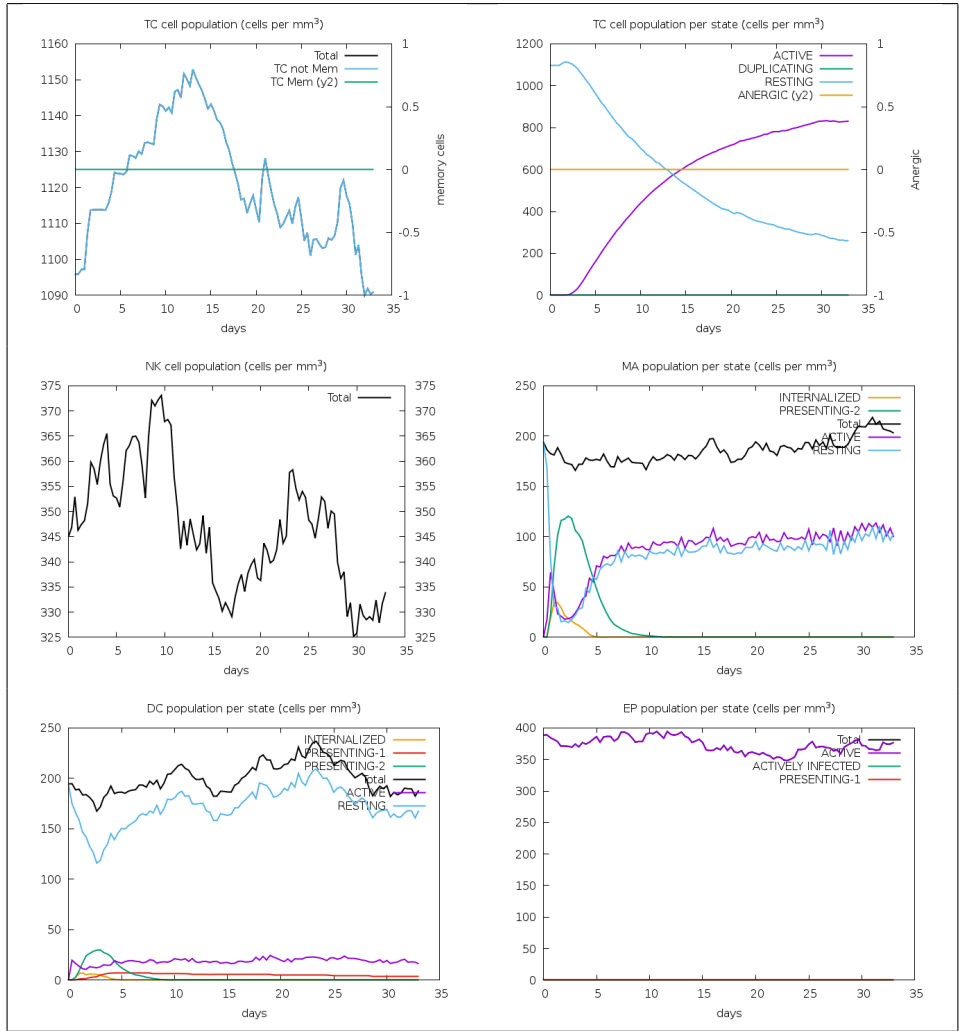 TC cell population (cells per mm³)
1160
1150
1140
1130
1120
1110
1100
1090
Total
TC not Mem
TC Mem (y2)
1
0.5
0
-0.5
-1
memory cells
0 5 10 15 20 25 30 35
days
TC cell population per state (cells per mm³)
1200
1000
800
600
400
200
0
ACTIVE
DUPLICATING
RESTING
ANERGIC (y2)
1
0.5
0
-0.5
-1
Anergic
0 5 10 15 20 25 30 35
days
NK cell population (cells per mm³)
375
370
365
360
355
350
345
340
335
330
325
Total
375
370
365
360
355
350
345
340
335
330
325
0 5 10 15 20 25 30 35
days
MA population per state (cells per mm³)
250
200
150
100
50
0
INTERNALIZED
PRESENTING-2
Total
ACTIVE
RESTING
0 5 10 15 20 25 30 35
days
DC population per state (cells per mm³)
250
200
150
100
50
0
INTERNALIZED
PRESENTING-1
PRESENTING-2
Total
ACTIVE
RESTING
0 5 10 15 20 25 30 35
days
EP population per state (cells per mm³)
400
350
300
250
200
150
100
50
0
Total
ACTIVE
ACTIVELY INFECTED
PRESENTING-1
0 5 10 15 20 25 30 35
days